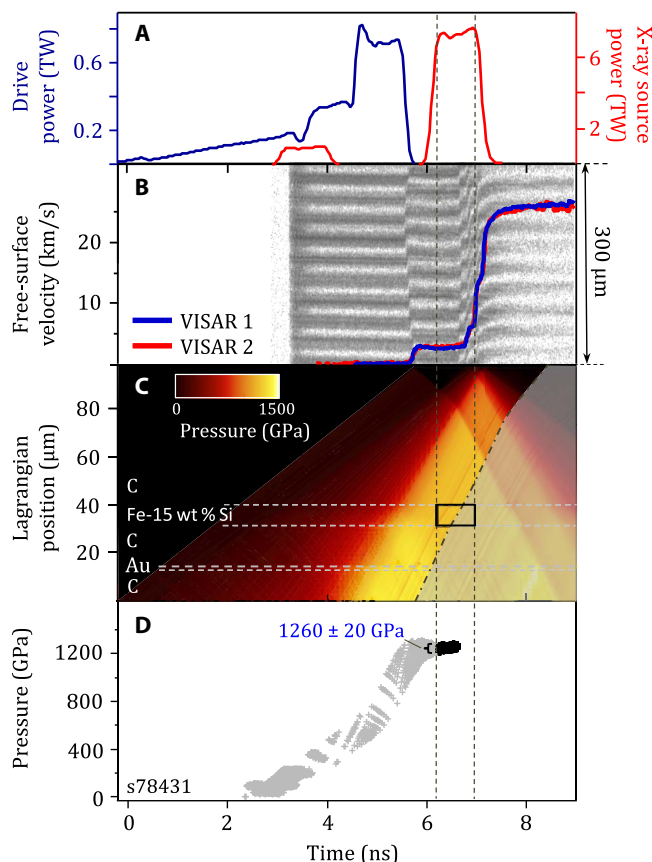 A
Drive
power (TW)
0.8
0.4
0.2
X-ray source
power (TW)
6
4
2
B
Free-surface
velocity (km/s)
20
10
VISAR 1
VISAR 2
300 µm
C
0
1500
Pressure (GPa)
Lagrangian
position (µm)
80
60
40
20
C
Fe-15 wt % Si
C
Au
C
D
1260 ± 20 GPa
Pressure
(GPa)
1200
800
400
0
s78431
0
2
4
6
8
Time (ns)